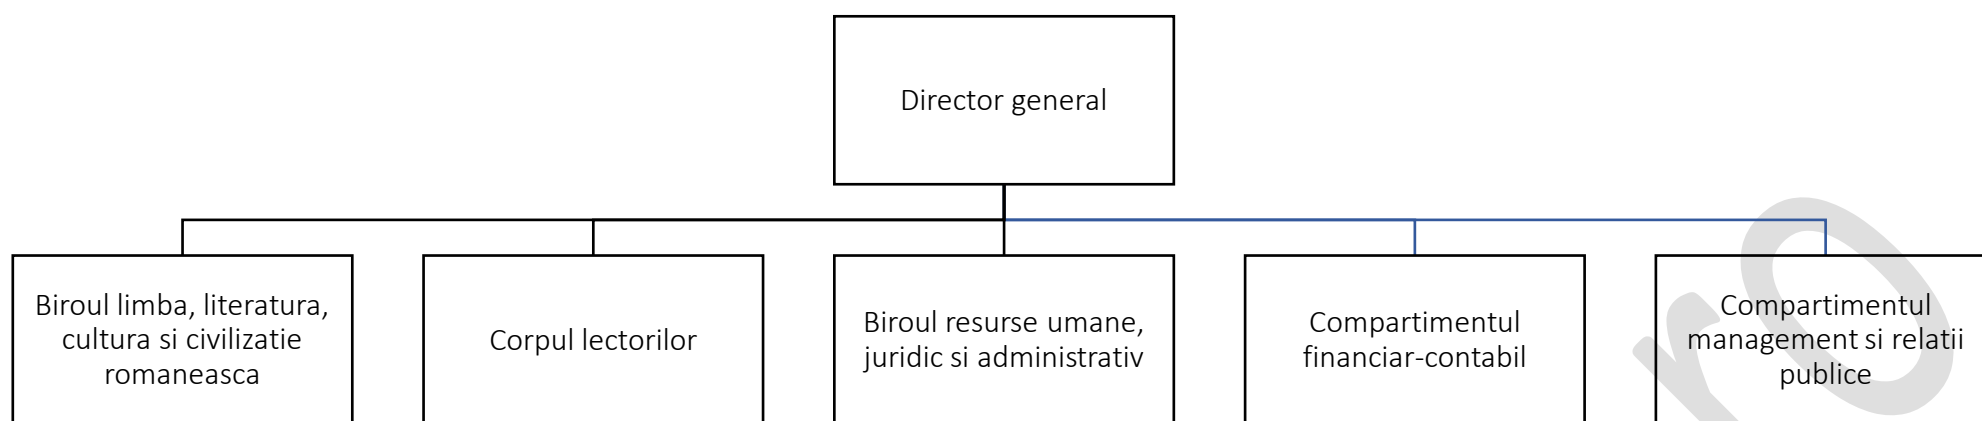 Director general
Biroul limba, literatura,
cultura si civilizatie
romaneasca
Corpul lectorilor
Biroul resurse umane,
juridic si administrativ
Compartimentul
financiar-contabil
Compartimentul
management si relatii
publice
ro